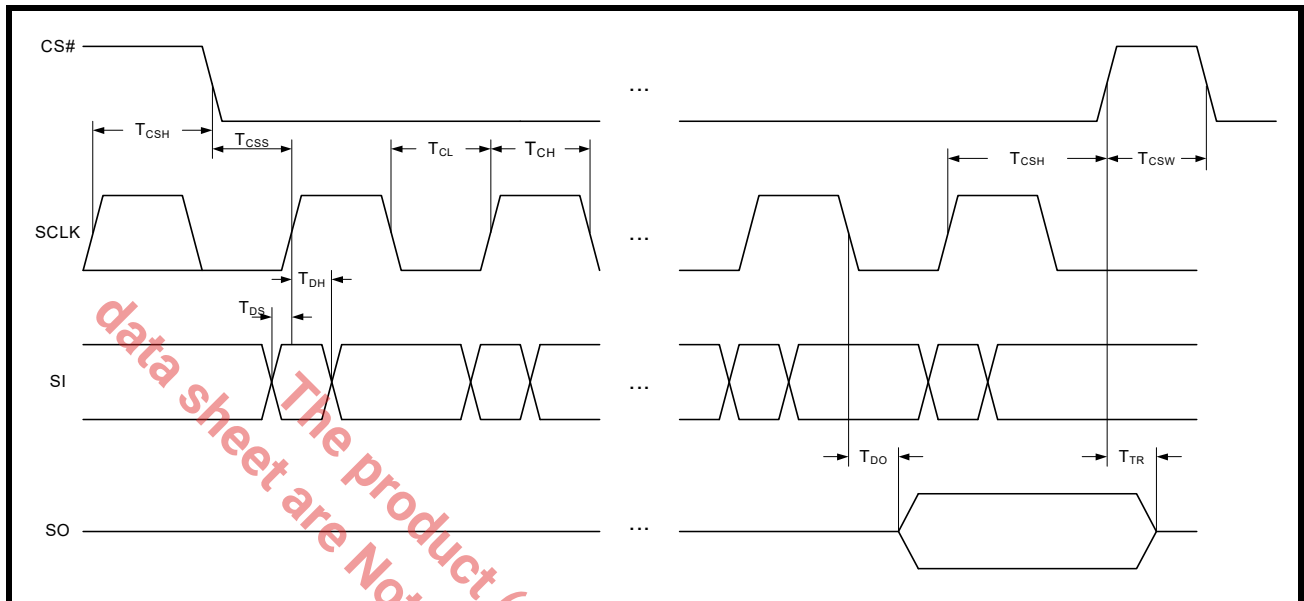 CS#
...
TCSH
TCSS
TCL
TCH
TCSH
TCSW
SCLK
...
TDH
TDS
SI
...
TDO
TTR
SO
...
The product
data sheet are Not